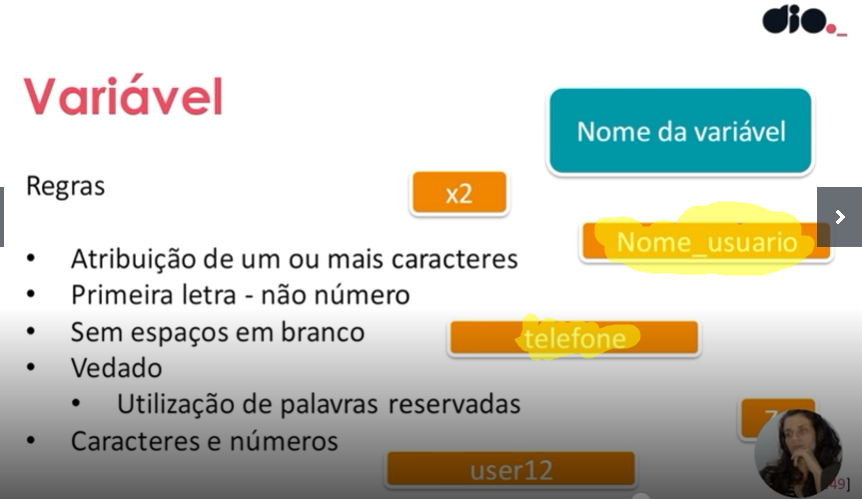 dio._
Variável
Nome da variável
Regras
x2
Nome_usuario
Atribuição de um ou mais caracteres
Primeira letra - não número
Sem espaços em branco
telefone
Vedado
Utilização de palavras reservadas
Caracteres e números
user12
49]